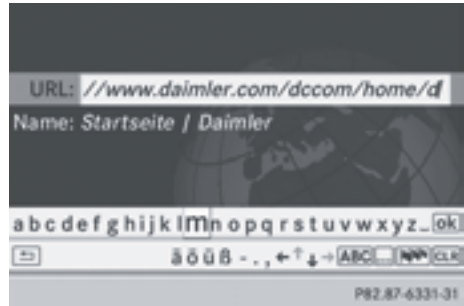 URL: //www.daimler.com/dccom/home/d
Name: Startseite / Daimler
a b c d e f g h i j k l m n o p q r s t u v w x y z _ ok
ä ö ü ß - . , ← ↑ ↓ → ABC CLR
P82.87-6331-31